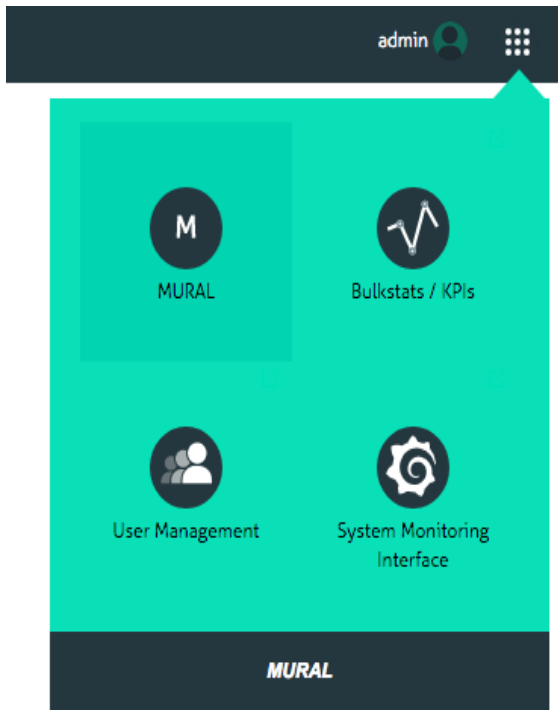 admin
M
MURAL
Bulkstats / KPIs
User Management
System Monitoring
Interface
MURAL